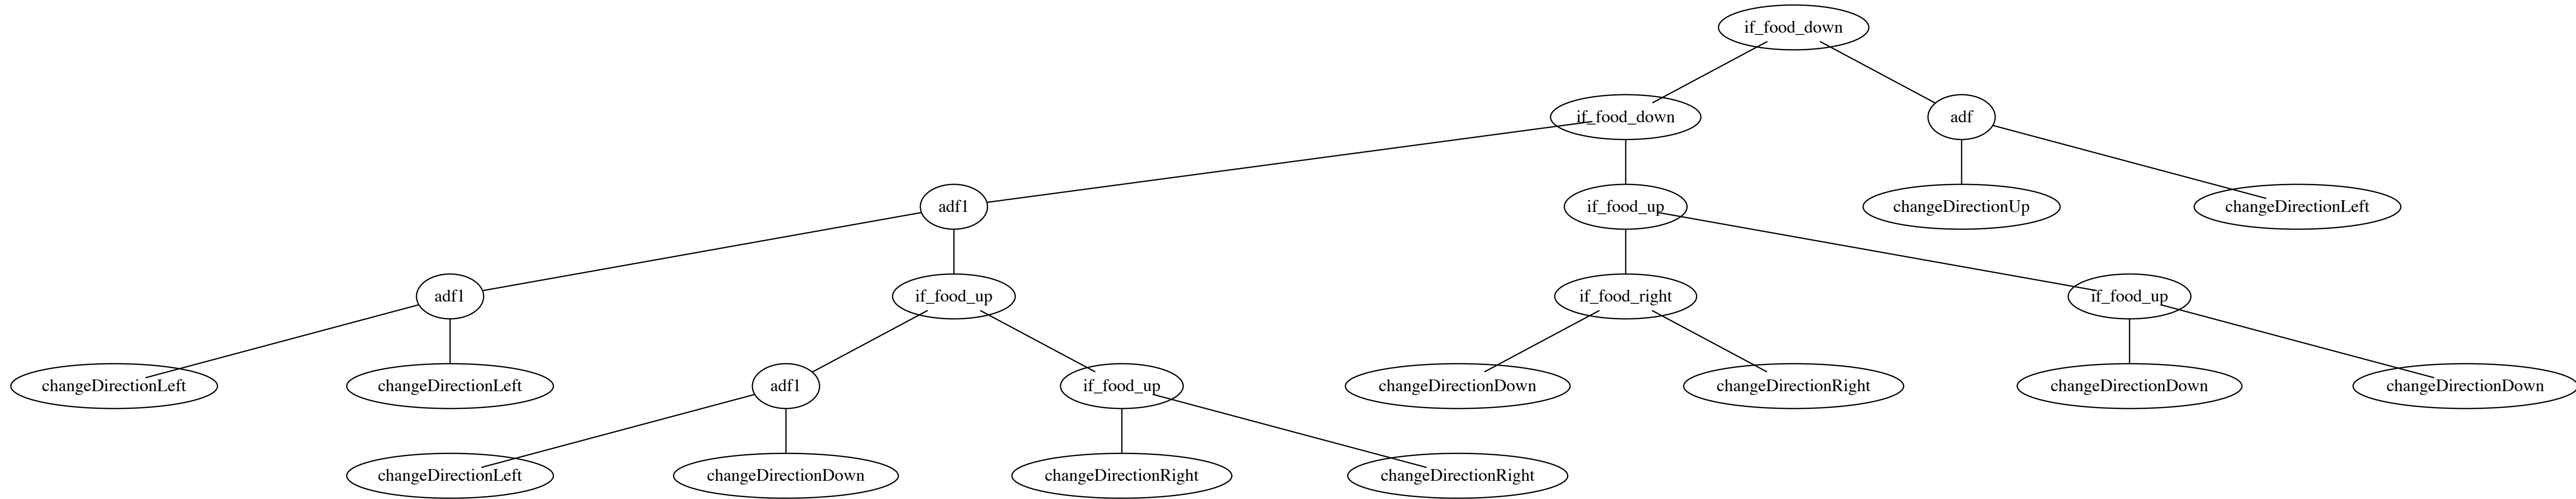 if_food_down
if_food_down
adf
adf1
if_food_up
changeDirectionUp
changeDirectionLeft
adf1
if_food_up
if_food_right
if_food_up
changeDirectionLeft
changeDirectionLeft
adf1
if_food_up
changeDirectionDown
changeDirectionRight
changeDirectionDown
changeDirectionDown
changeDirectionLeft
changeDirectionDown
changeDirectionRight
changeDirectionRight